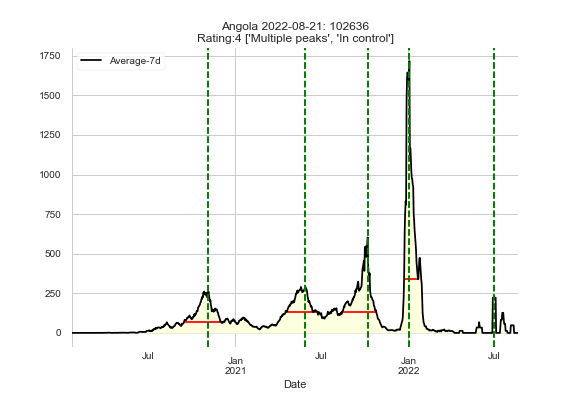 Angola 2022-08-21: 102636
Rating:4 ['Multiple peaks', 'In control']
Average-7d
1750
1500
1250
1000
750
500
250
0
Jul
Jan
2021
Jul
Jan
2022
Jul
Date